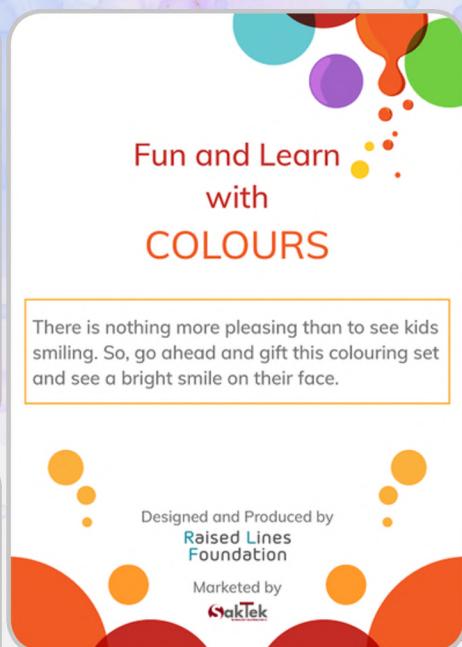 Fun and Learn
with
COLOURS
There is nothing more pleasing than to see kids
smiling. So, go ahead and gift this colouring set
and see a bright smile on their face.
Designed and Produced by
Raised Lines
Foundation
Marketed by
SakTek